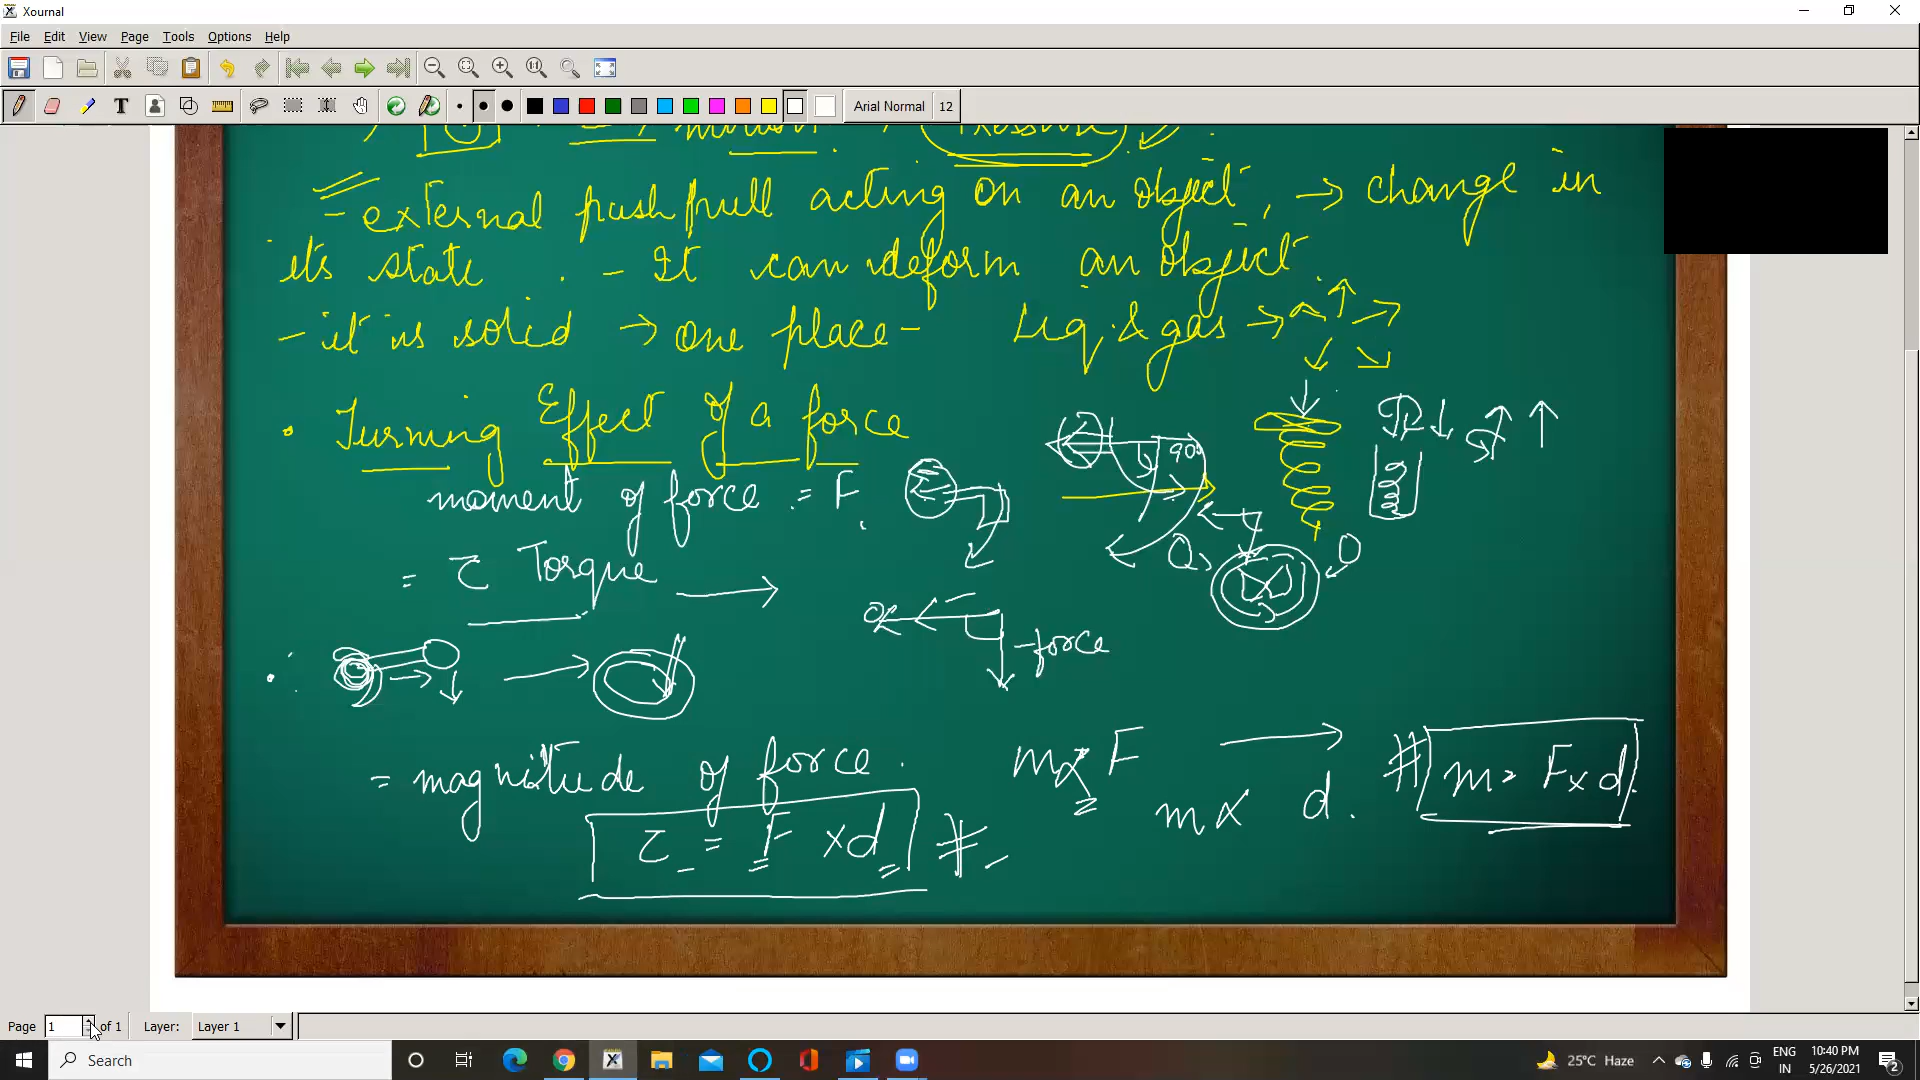 Xournal
File Edit View Page Tools Options Help
Arial Normal 12
Pressure
- external push/pull acting on an object, → change in
its state . - It can deform an object.
- it is solid → one place - Liq. & gas →
• Turning Effect of a force
90
moment of force = F.
= τ Torque →
- force
= magnitude of force . m ∝ F → # m = F x d.
m ∝ d.
τ = F x d #
Page 1 of 1 Layer: Layer 1
Search
25°C Haze
ENG
IN
10:40 PM
5/26/2021
2